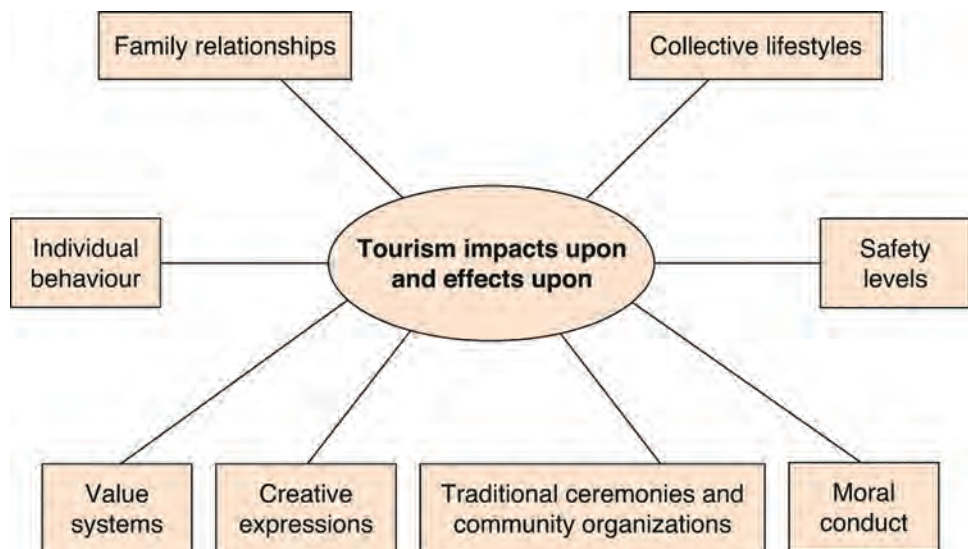 Family relationships
Collective lifestyles
Individual
behaviour
Tourism impacts upon
and effects upon
Safety
levels
Value
systems
Creative
expressions
Traditional ceremonies and
community organizations
Moral
conduct